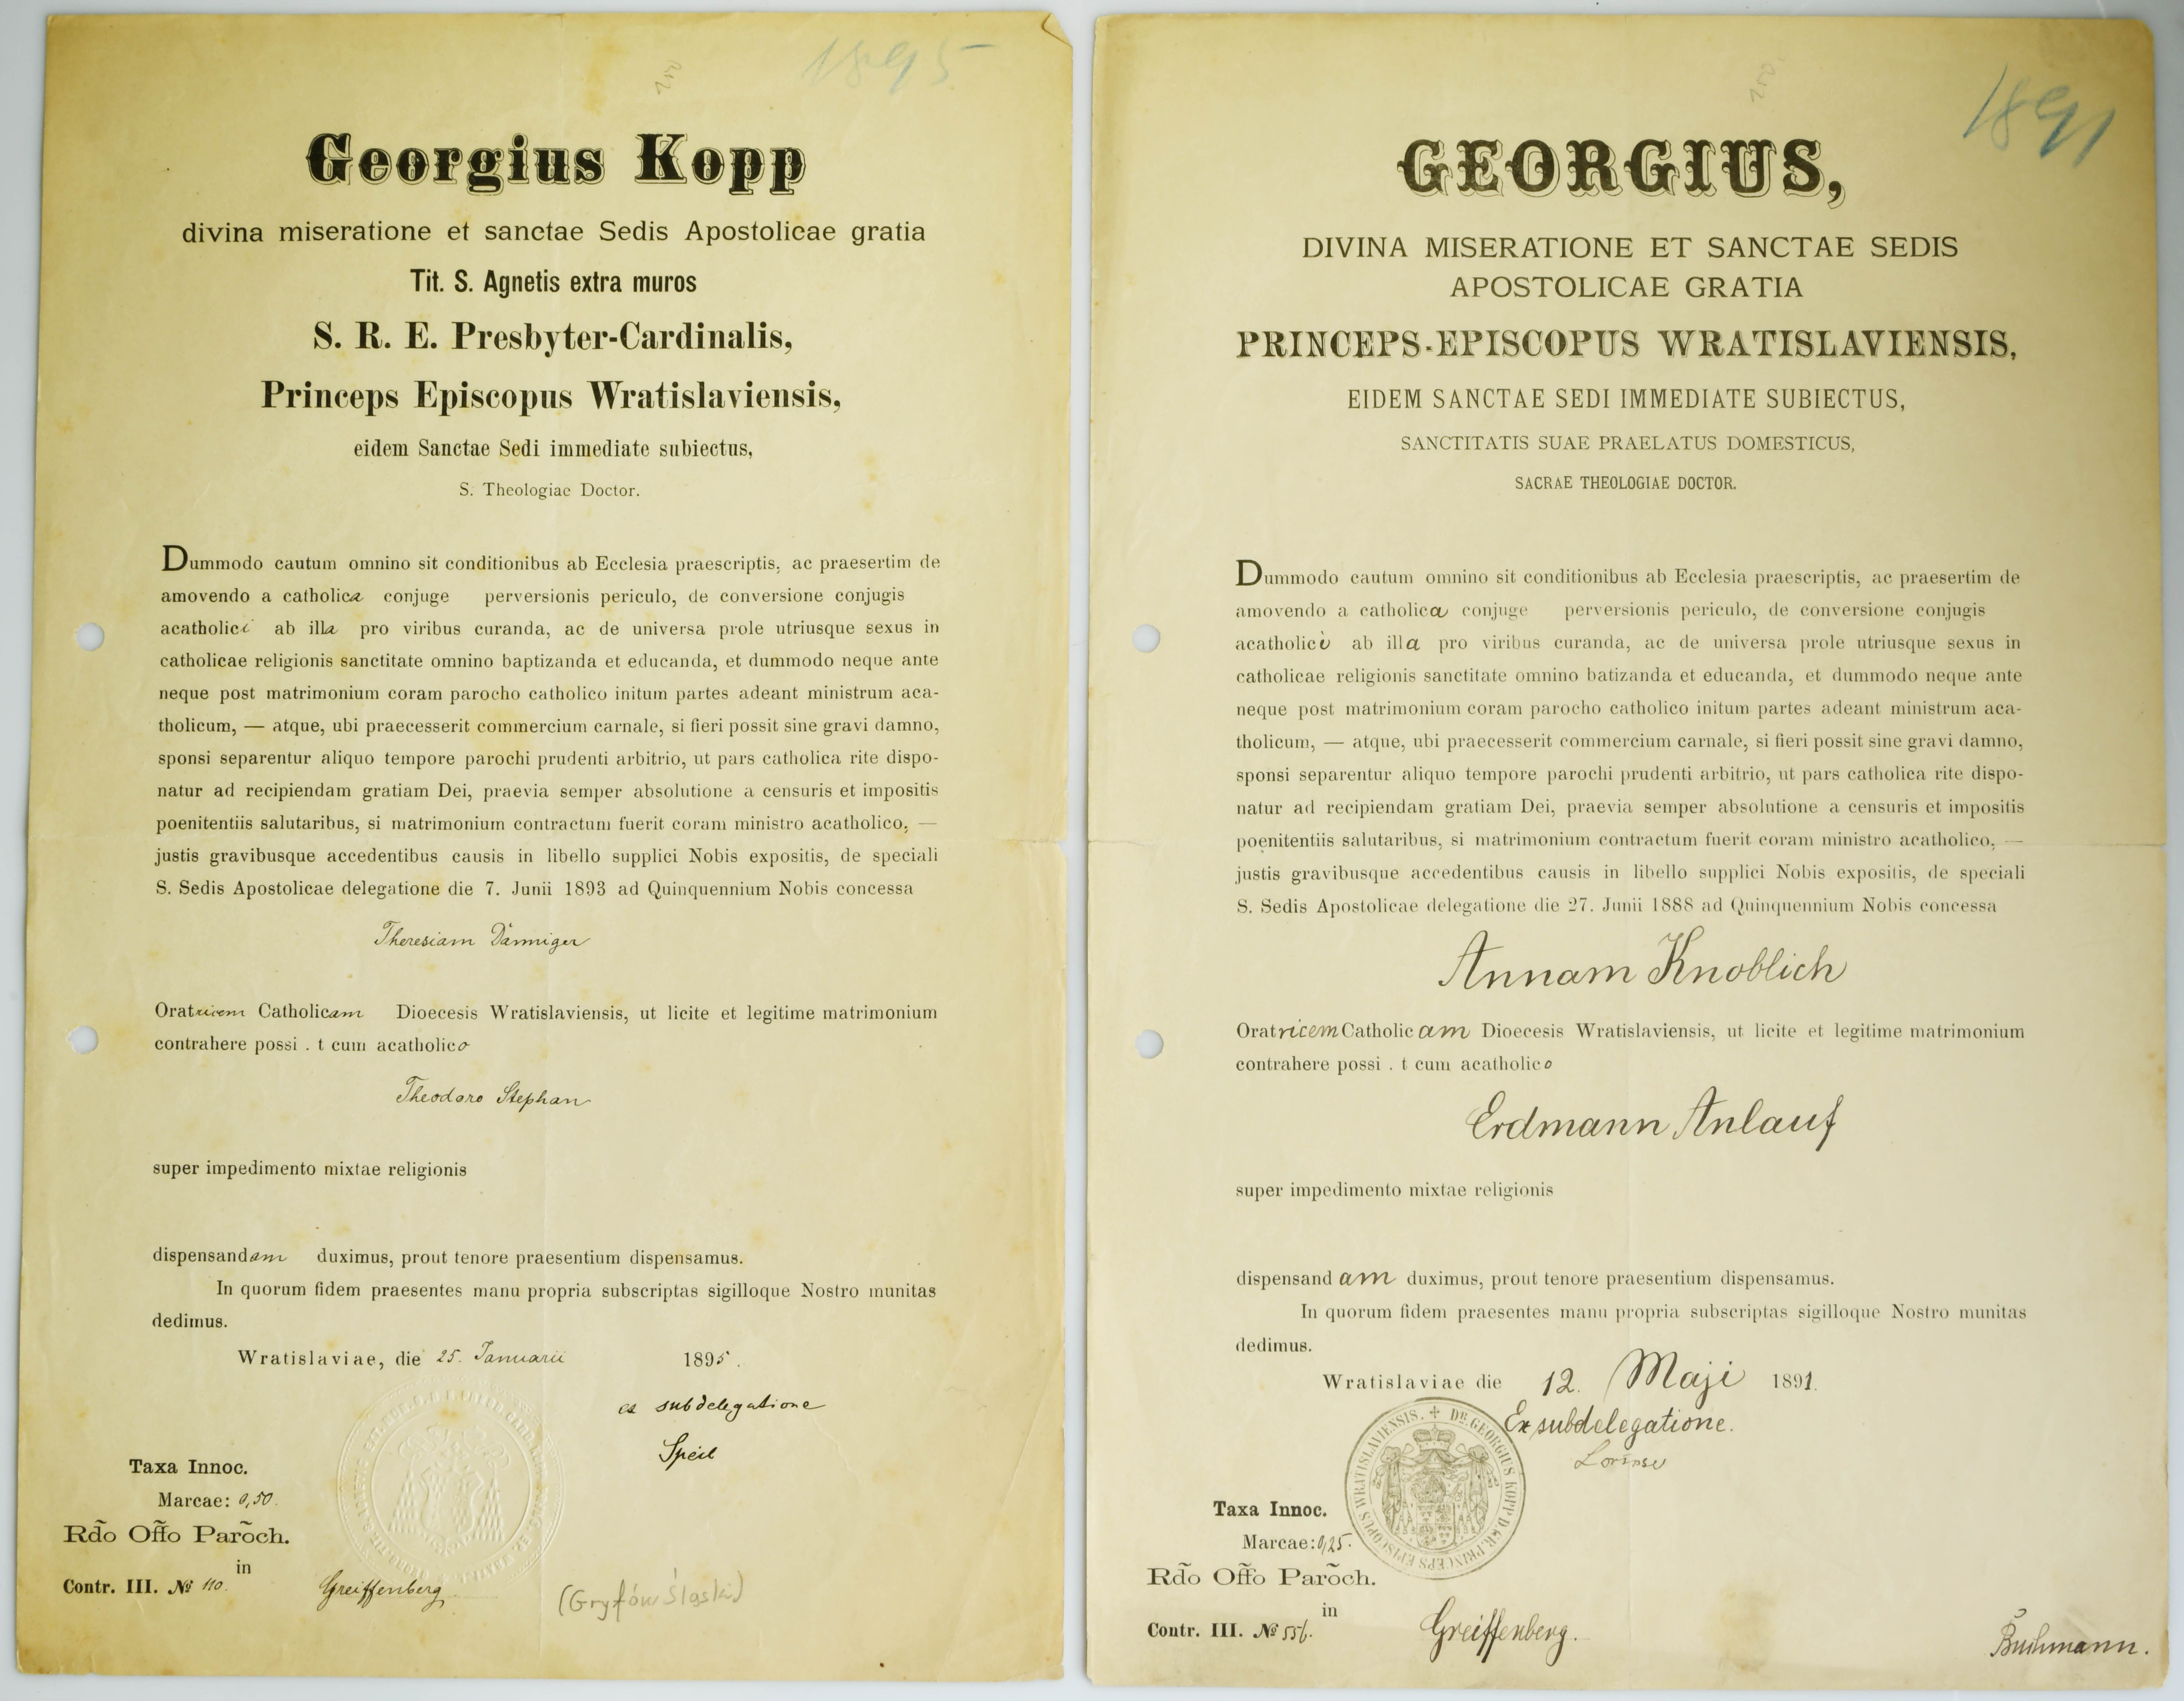 1895
150
Georgius Kopp
divina miseratione et sanctae Sedis Apostolicae gratia
Tit. S. Agnetis extra muros
S. R. E. Presbyter-Cardinalis,
Princeps Episcopus Wratislaviensis,
eidem Sanctae Sedi immediate subiectus,
S. Theologiae Doctor.
Dummodo cautum omnino sit conditionibus ab Ecclesia praescriptis, ac praesertim de
amovendo a catholica conjuge perversionis periculo, de conversione conjugis
acatholici ab illa pro viribus curanda, ac de universa prole utriusque sexus in
catholicae religionis sanctitate omnino baptizanda et educanda, et dummodo neque ante
neque post matrimonium coram parocho catholico initum partes adeant ministrum aca-
tholicum, — atque, ubi praecesserit commercium carnale, si fieri possit sine gravi damno,
sponsi separentur aliquo tempore parochi prudenti arbitrio, ut pars catholica rite dispo-
natur ad recipiendam gratiam Dei, praevia semper absolutione a censuris et impositis
poenitentiis salutaribus, si matrimonium contractum fuerit coram ministro acatholico, —
justis gravibusque accedentibus causis in libello supplici Nobis expositis, de speciali
S. Sedis Apostolicae delegatione die 7. Junii 1893 ad Quinquennium Nobis concessa
Theresiam Dänniger
Oratricem Catholicam Dioecesis Wratislaviensis, ut licite et legitime matrimonium
contrahere possi . t cum acatholico
Theodoro Stephan
super impedimento mixtae religionis
dispensandam duximus, prout tenore praesentium dispensamus.
In quorum fidem praesentes manu propria subscriptas sigilloque Nostro munitas
dedimus.
Wratislaviae, die 25. Januarii 1895.
ex subdelegatione
Speil
Taxa Innoc.
Marcae: 0,50.
Rdo Offo Paroch.
in
Contr. III. № 110. Greiffenberg
(Gryfów Śląski)
1891
150
GEORGIUS,
DIVINA MISERATIONE ET SANCTAE SEDIS
APOSTOLICAE GRATIA
PRINCEPS-EPISCOPUS WRATISLAVIENSIS,
EIDEM SANCTAE SEDI IMMEDIATE SUBIECTUS,
SANCTITATIS SUAE PRAELATUS DOMESTICUS,
SACRAE THEOLOGIAE DOCTOR.
Dummodo cautum omnino sit conditionibus ab Ecclesia praescriptis, ac praesertim de
amovendo a catholica conjuge perversionis periculo, de conversione conjugis
acatholici ab illa pro viribus curanda, ac de universa prole utriusque sexus in
catholicae religionis sanctitate omnino batizanda et educanda, et dummodo neque ante
neque post matrimonium coram parocho catholico initum partes adeant ministrum aca-
tholicum, — atque, ubi praecesserit commercium carnale, si fieri possit sine gravi damno,
sponsi separentur aliquo tempore parochi prudenti arbitrio, ut pars catholica rite dispo-
natur ad recipiendam gratiam Dei, praevia semper absolutione a censuris et impositis
poenitentiis salutaribus, si matrimonium contractum fuerit coram ministro acatholico, —
justis gravibusque accedentibus causis in libello supplici Nobis expositis, de speciali
S. Sedis Apostolicae delegatione die 27. Junii 1888 ad Quinquennium Nobis concessa
Annam Knoblich
Oratricem Catholicam Dioecesis Wratislaviensis, ut licite et legitime matrimonium
contrahere possi . t cum acatholico
Erdmann Anlauf
super impedimento mixtae religionis
dispensandam duximus, prout tenore praesentium dispensamus.
In quorum fidem praesentes manu propria subscriptas sigilloque Nostro munitas
dedimus.
Wratislaviae die 12. Maji 1891.
Ex subdelegatione.
DR. GEORGIUS KOPP D. G. R. PRINCEPS EPISCOPUS WRATISLAVIENSIS.
Taxa Innoc.
Marcae: 0,25.
Rdo Offo Paroch.
in
Contr. III. № 556. Greiffenberg.
Buchmann.